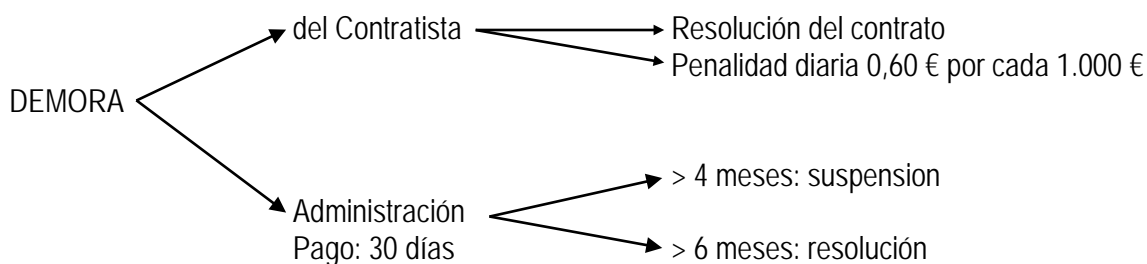 del Contratista
Resolución del contrato
Penalidad diaria 0,60 € por cada 1.000 €
DEMORA
> 4 meses: suspension
Administración
Pago: 30 días
> 6 meses: resolución